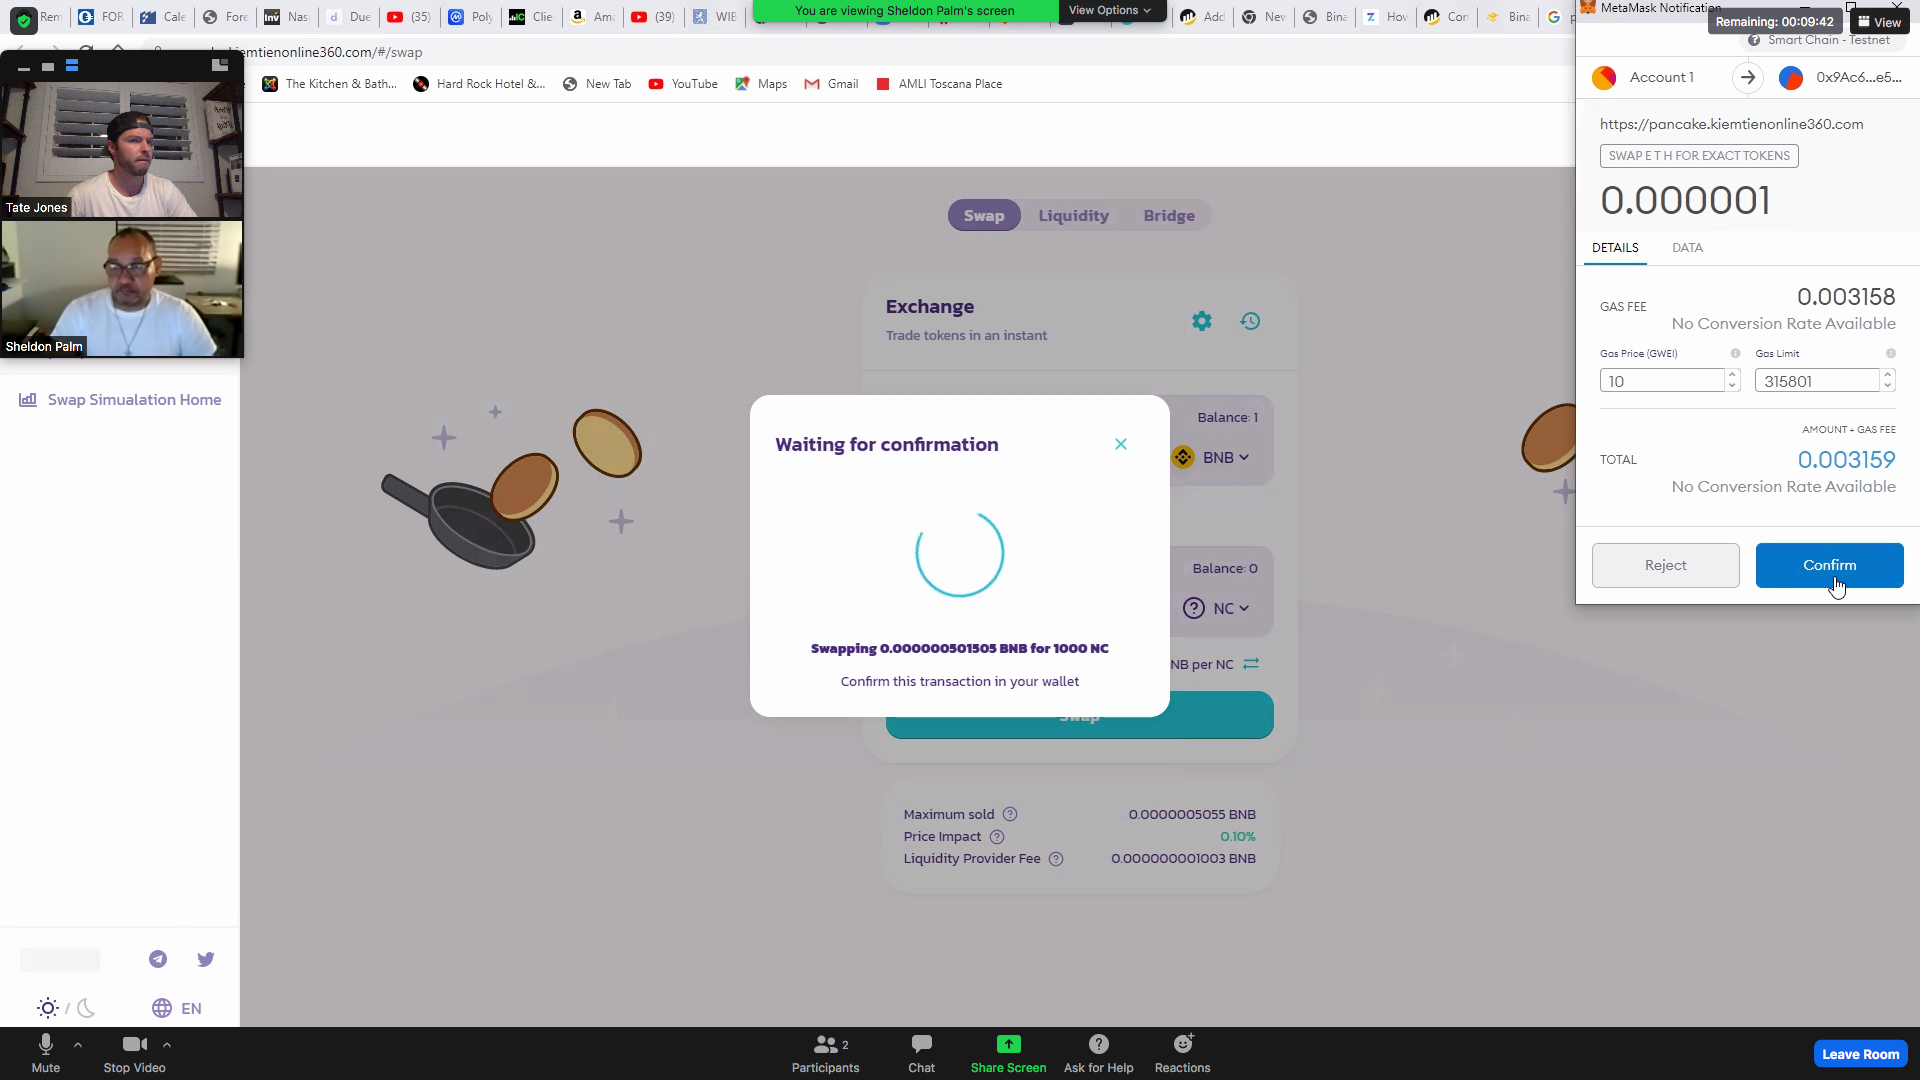 Rem
FOR
Cale
Fore
Inv
Nas
Due
(35)
Poly
Clie
Ama
(39)
WIE
You are viewing Sheldon Palm's screen
View Options
Add
New
Bina
How
Con
Bina
MetaMask Notification
Remaining: 00:09:42
View
kiemtienonline360.com/#/swap
Smart Chain - Testnet
The Kitchen & Bath...
Hard Rock Hotel &...
New Tab
YouTube
Maps
Gmail
AMLI Toscana Place
Account 1
0x9Ac6...e5...
https://pancake.kiemtienonline360.com
SWAP E T H FOR EXACT TOKENS
0.000001
DETAILS
DATA
GAS FEE
0.003158
No Conversion Rate Available
Gas Price (GWEI)
Gas Limit
10
315801
AMOUNT + GAS FEE
TOTAL
0.003159
No Conversion Rate Available
Reject
Confirm
Tate Jones
Sheldon Palm
Swap Simualation Home
Swap
Liquidity
Bridge
Exchange
Trade tokens in an instant
Balance: 1
BNB
Waiting for confirmation
Balance: 0
NC
Swapping 0.000000501505 BNB for 1000 NC
Confirm this transaction in your wallet
NB per NC
Swap
Maximum sold
0.0000005055 BNB
Price Impact
0.10%
Liquidity Provider Fee
0.000000001003 BNB
EN
Mute
Stop Video
2
Participants
Chat
Share Screen
Ask for Help
Reactions
Leave Room